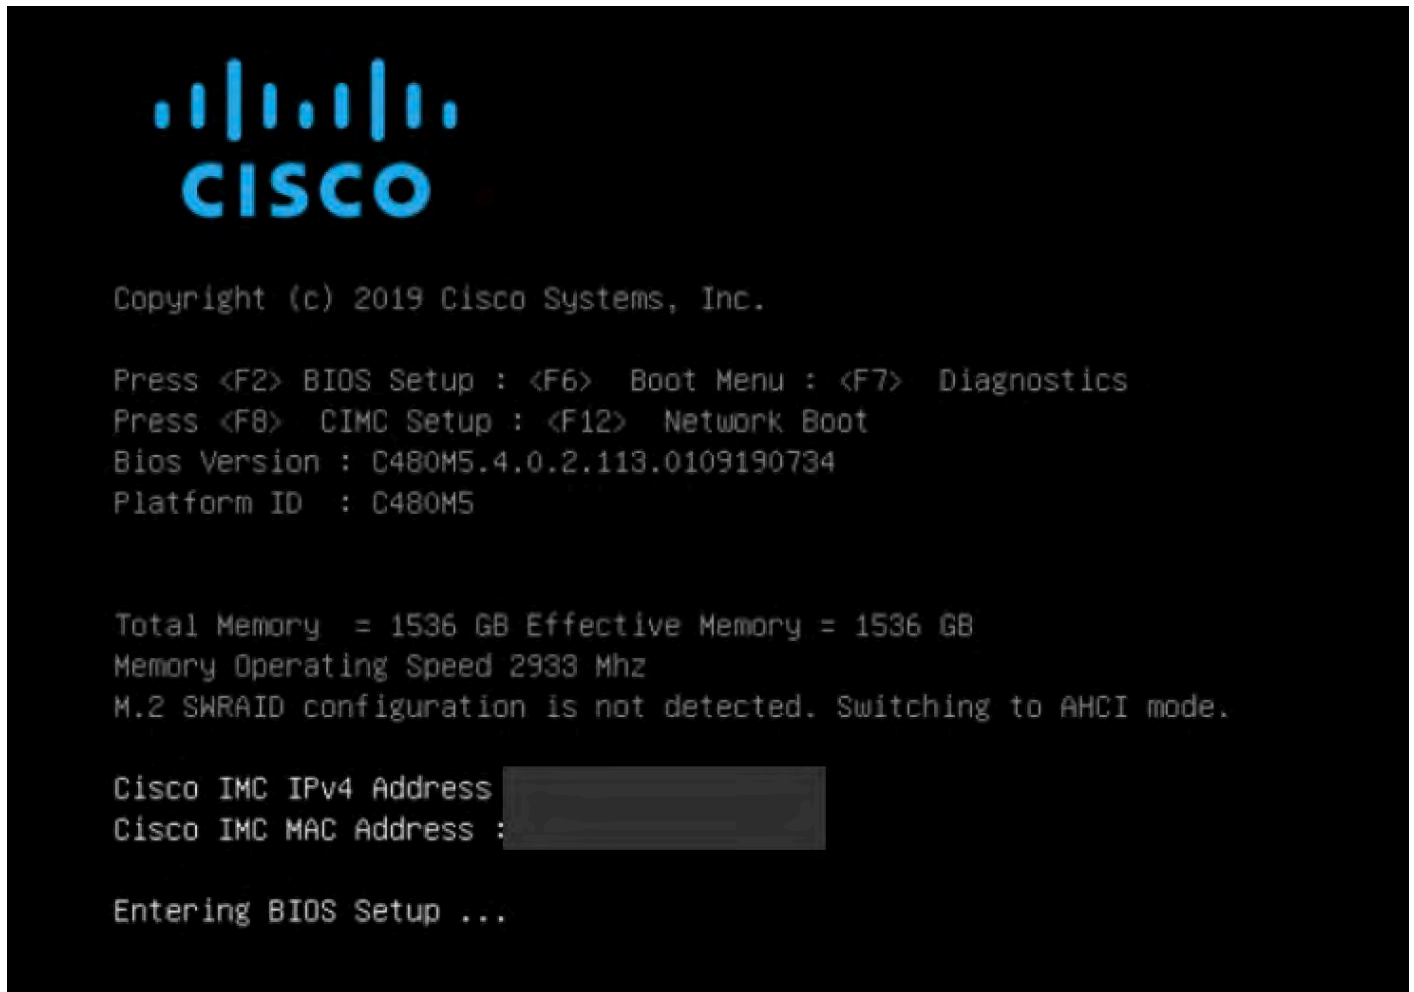 CISCO
Copyright (c) 2019 Cisco Systems, Inc.
Press <F2> BIOS Setup : <F6>  Boot Menu : <F7>  Diagnostics
Press <F8>  CIMC Setup : <F12>  Network Boot
Bios Version : C480M5.4.0.2.113.0109190734
Platform ID  : C480M5
Total Memory  = 1536 GB Effective Memory = 1536 GB
Memory Operating Speed 2933 Mhz
M.2 SWRAID configuration is not detected. Switching to AHCI mode.
Cisco IMC IPv4 Address
Cisco IMC MAC Address :
Entering BIOS Setup ...